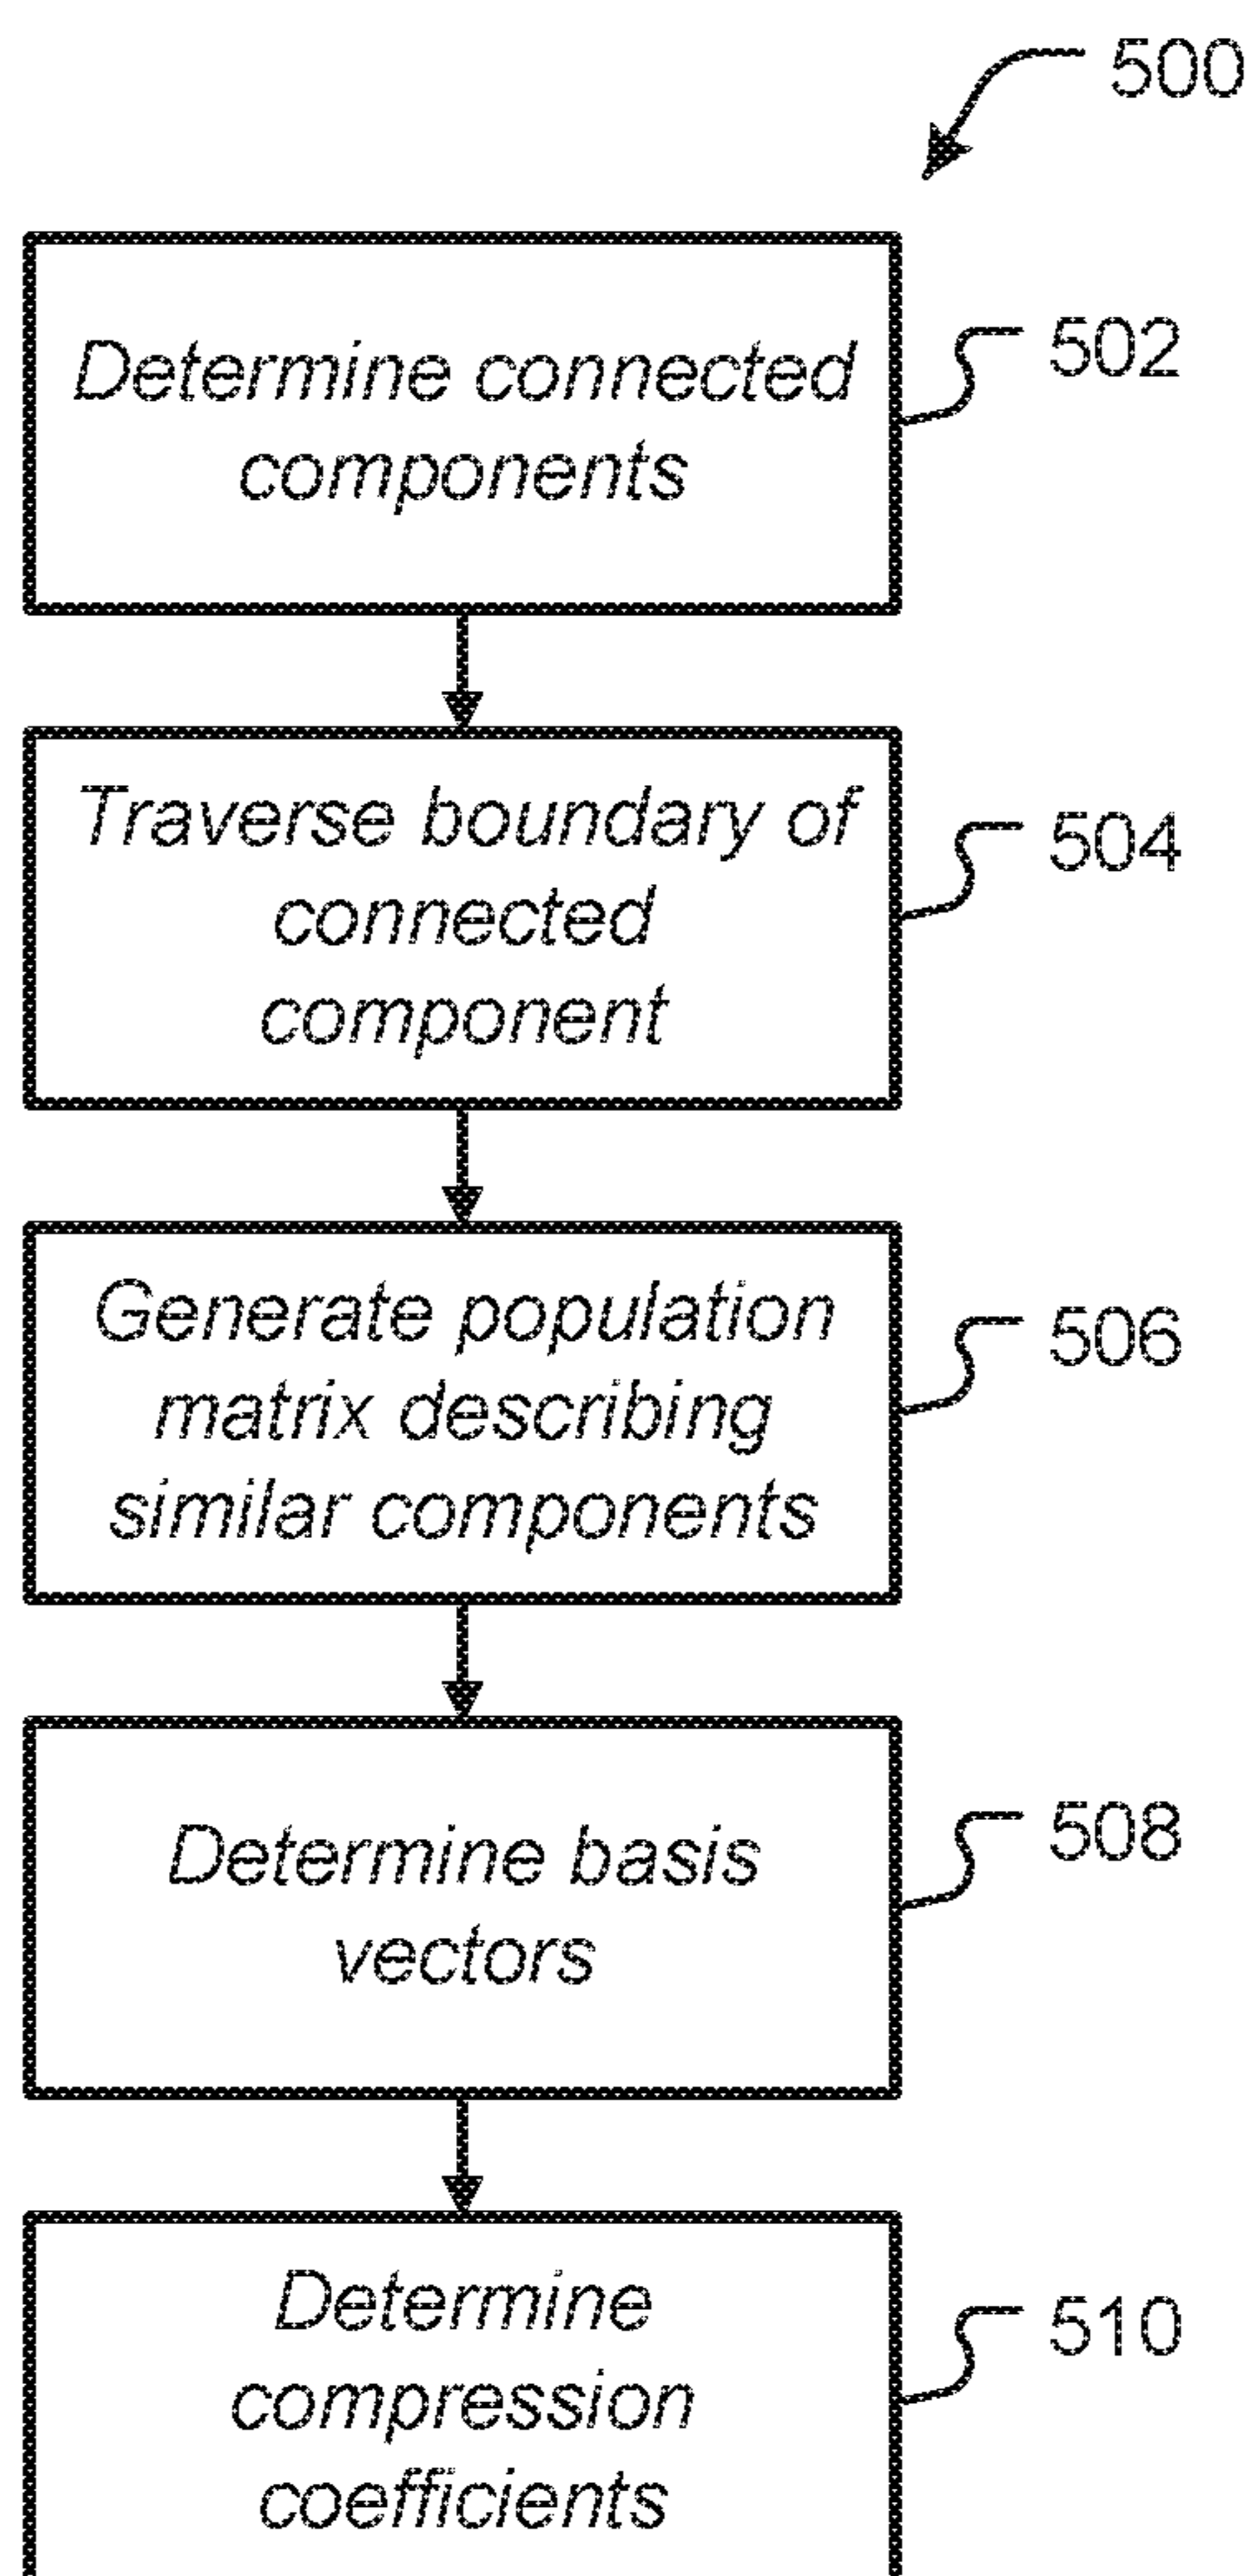 500
Determine connected
components
502
Traverse boundary of
connected
component
504
Generate population
matrix describing
similar components
506
Determine basis
vectors
508
Determine
compression
coefficients
510